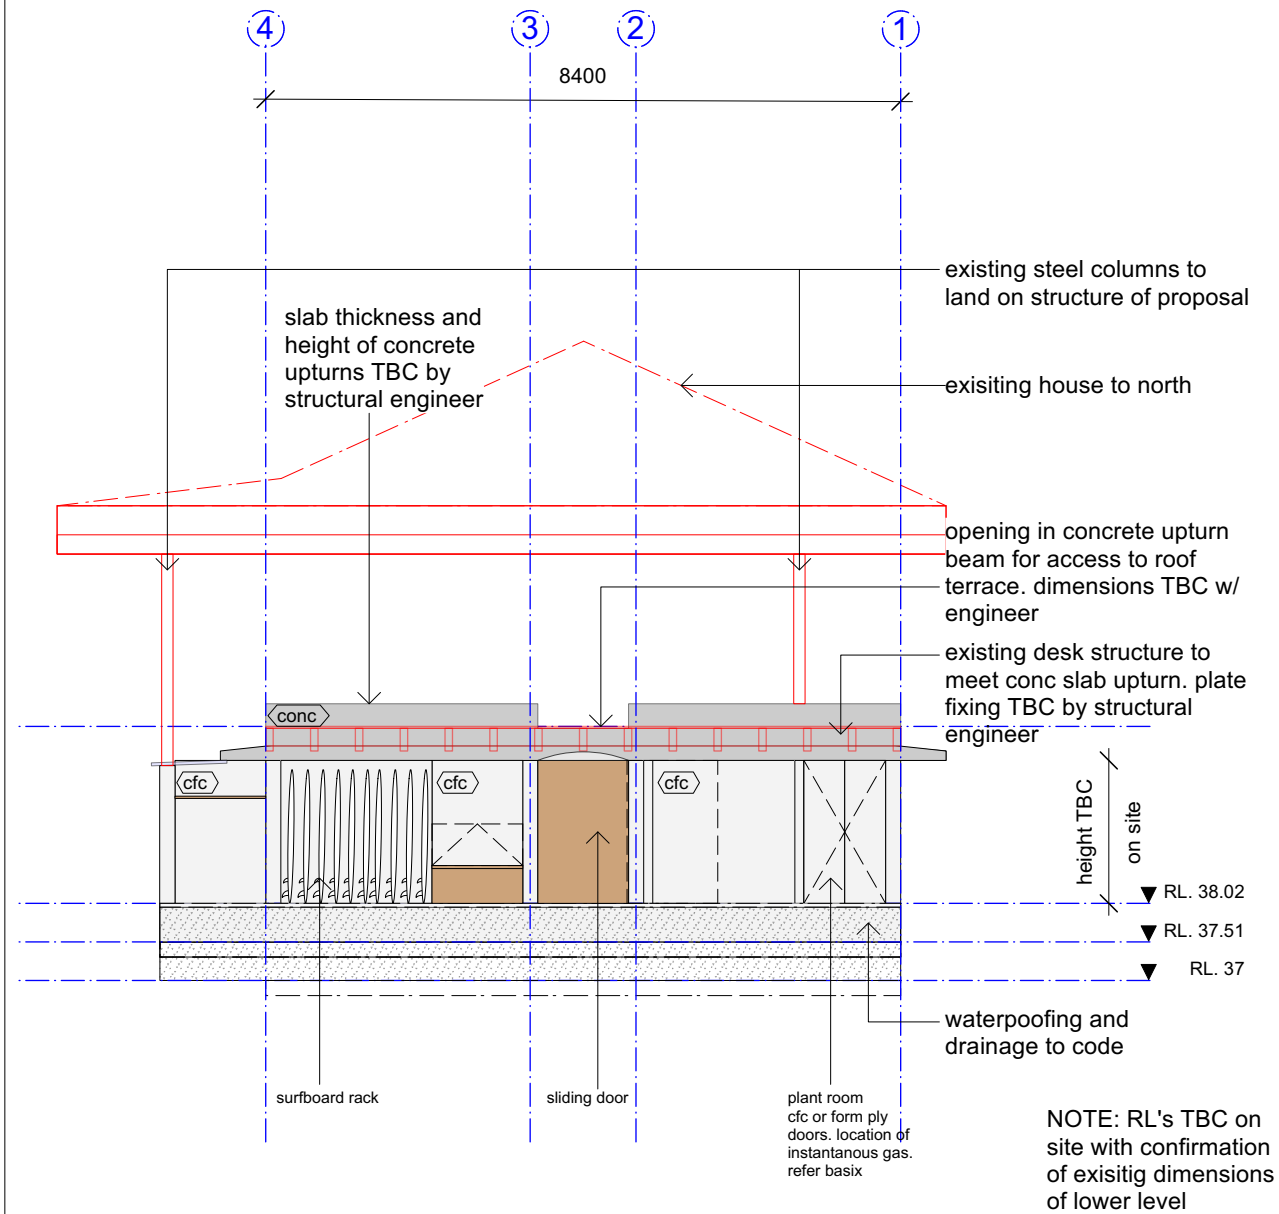 4
3
2
1
8400
existing steel columns to
land on structure of proposal
slab thickness and
height of concrete
upturns TBC by
structural engineer
exisiting house to north
opening in concrete upturn
beam for access to roof
terrace. dimensions TBC w/
engineer
existing desk structure to
meet conc slab upturn. plate
fixing TBC by structural
engineer
conc
cfc
cfc
cfc
height TBC
on site
RL. 38.02
RL. 37.51
RL. 37
waterpoofing and
drainage to code
surfboard rack
sliding door
plant room
cfc or form ply
doors. location of
instantanous gas.
refer basix
NOTE: RL's TBC on
site with confirmation
of exisitig dimensions
of lower level